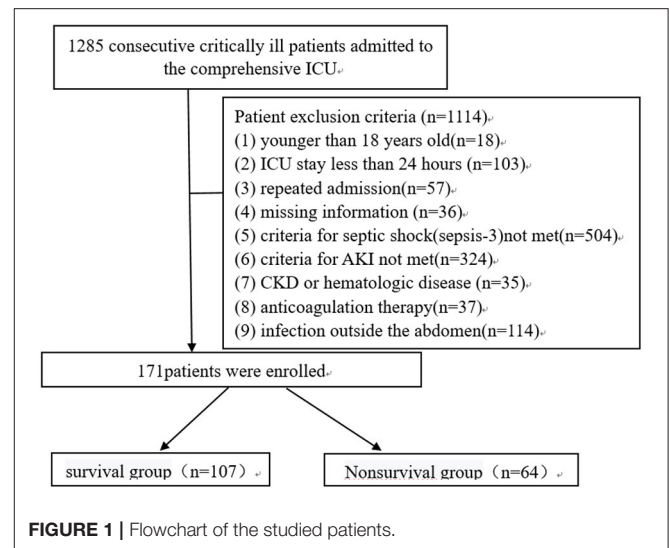 1285 consecutive critically ill patients admitted to
the comprehensive ICU
Patient exclusion criteria (n=1114)
(1) younger than 18 years old(n=18)
(2) ICU stay less than 24 hours (n=103)
(3) repeated admission(n=57)
(4) missing information (n=36)
(5) criteria for septic shock(sepsis-3)not met(n=504)
(6) criteria for AKI not met(n=324)
(7) CKD or hematologic disease (n=35)
(8) anticoagulation therapy(n=37)
(9) infection outside the abdomen(n=114)
171patients were enrolled
survival group（n=107）
Nonsurvival group（n=64）
FIGURE 1 | Flowchart of the studied patients.